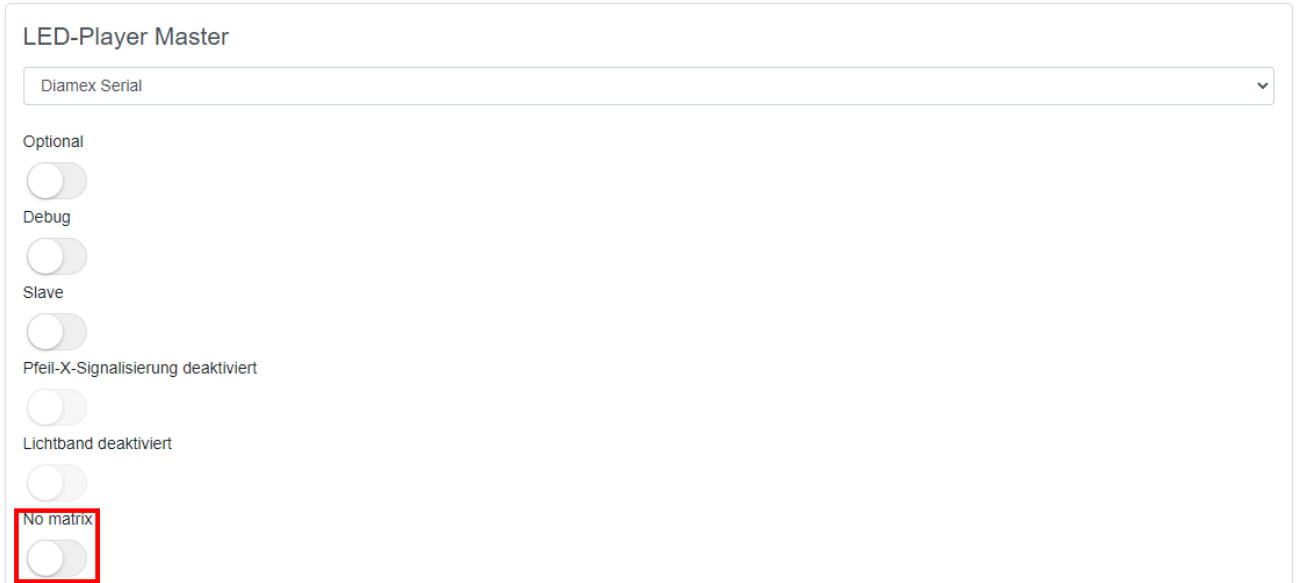 LED-Player Master
Diamex Serial
Optional
Debug
Slave
Pfeil-X-Signalisierung deaktiviert
Lichtband deaktiviert
No matrix